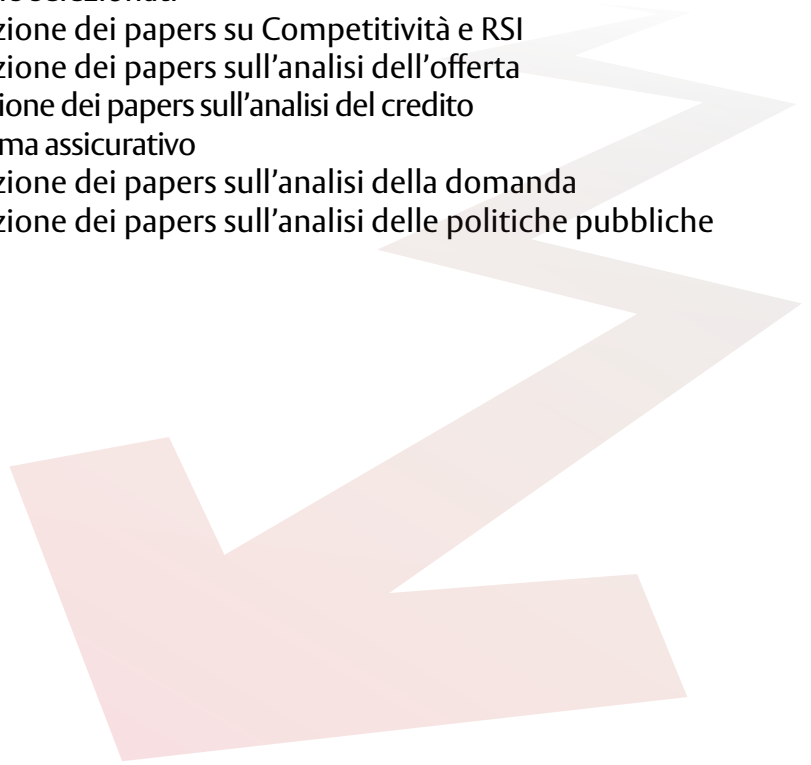 zione dei papers su Competitività e RSI
zione dei papers sull'analisi dell'offerta
ione dei papers sull'analisi del credito
ma assicurativo
zione dei papers sull'analisi della domanda
zione dei papers sull'analisi delle politiche pubbliche